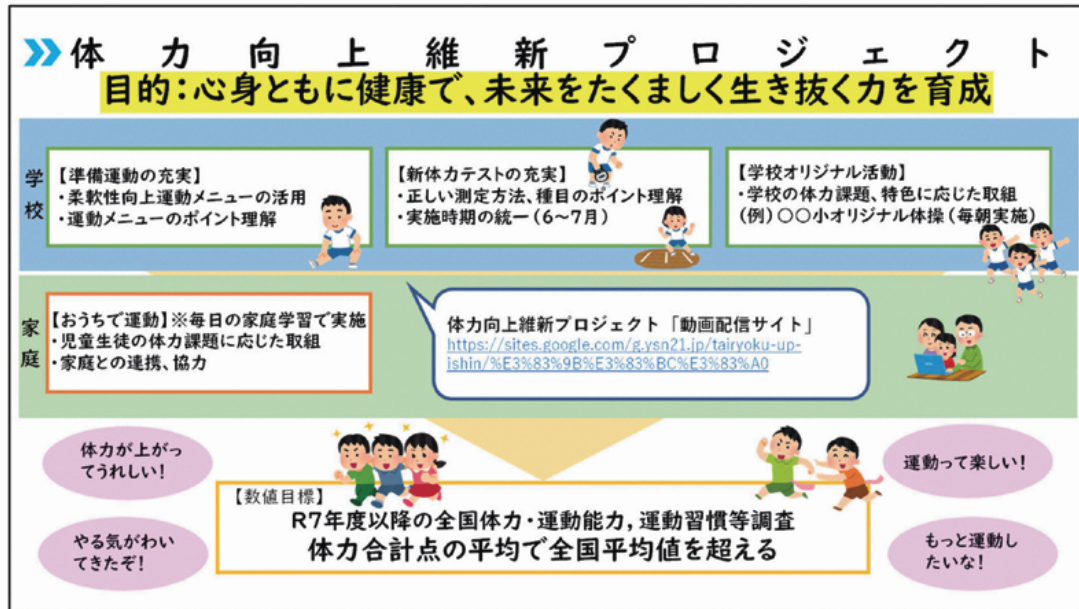 体力向上維新プロジェクト
目的：心身ともに健康で、未来をたくましく生き抜く力を育成
学校
【準備運動の充実】
・柔軟性向上運動メニューの活用
・運動メニューのポイント理解
【新体力テストの充実】
・正しい測定方法、種目のポイント理解
・実施時期の統一（6～7月）
【学校オリジナル活動】
・学校の体力課題、特色に応じた取組
（例）○○小オリジナル体操（毎朝実施）
家庭
【おうちで運動】※毎日の家庭学習で実施
・児童生徒の体力課題に応じた取組
・家庭との連携、協力
体力向上維新プロジェクト 「動画配信サイト」
https://sites.google.com/g.ysn21.jp/tairyoku-up-
ishin/%E3%83%9B%E3%83%BC%E3%83%A0
体力が上がっ
てうれしい！
やる気がわい
てきたぞ！
【数値目標】
R7年度以降の全国体力・運動能力，運動習慣等調査
体力合計点の平均で全国平均値を超える
運動って楽しい！
もっと運動し
たいな！